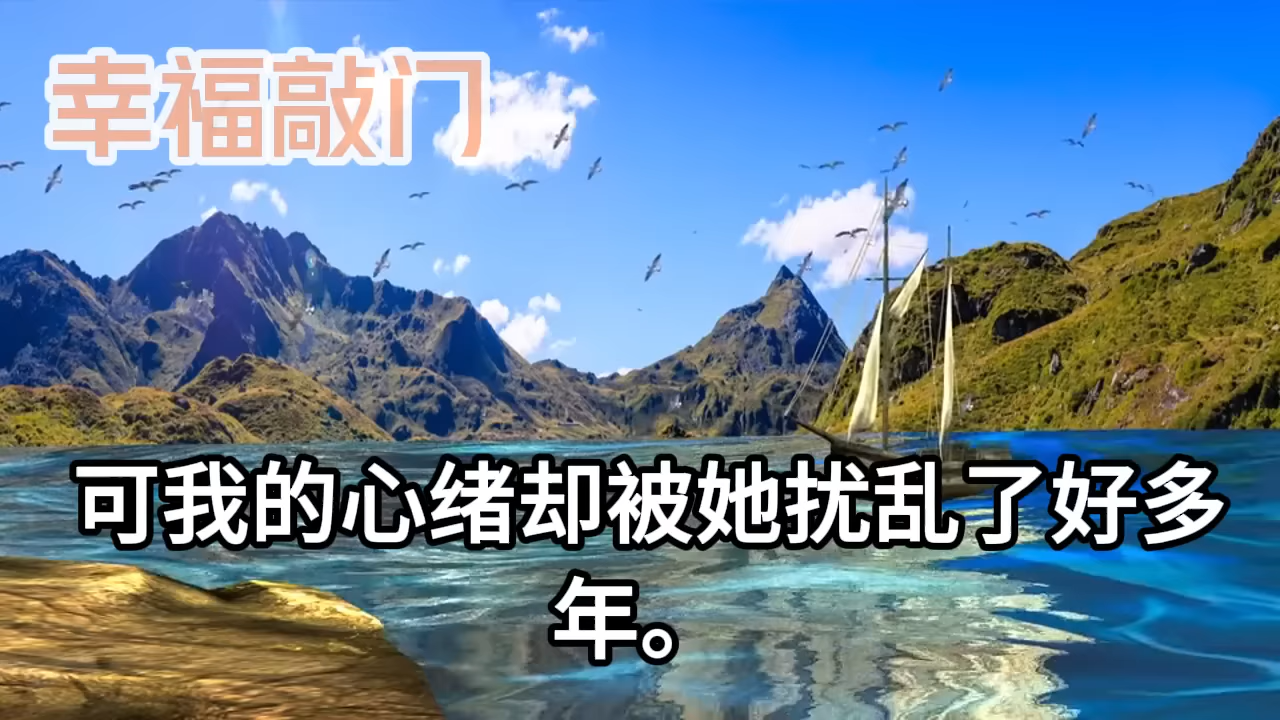 幸福敲门
可我的心绪却被她扰乱了好多
年。